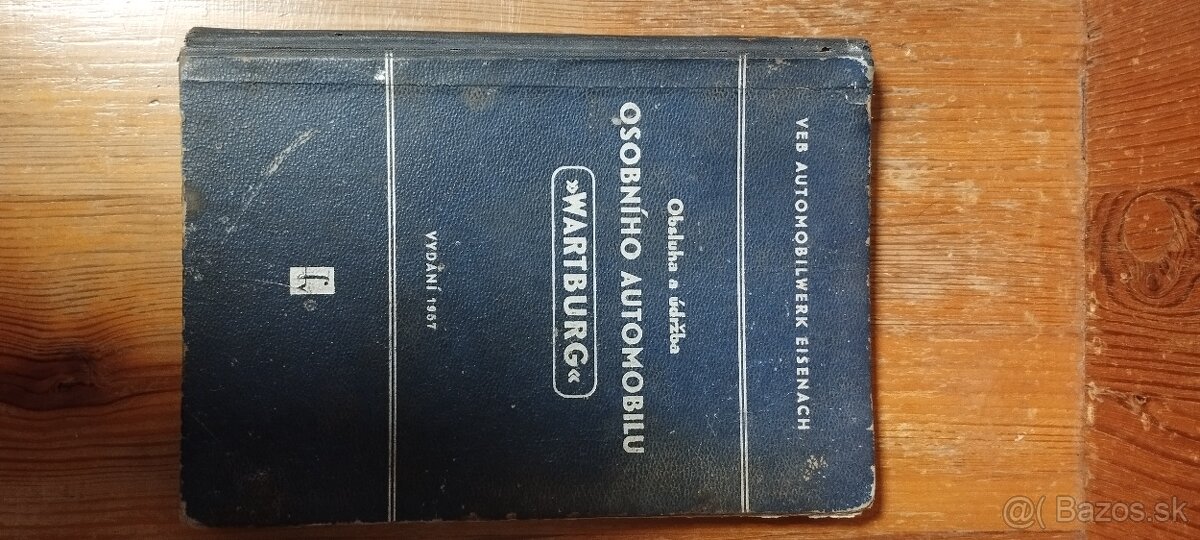 VEB AUTOMOBILWERK EISENACH
Obsluha a údržba
OSOBNÍHO AUTOMOBILU
»WARTBURG«
VYDÁNÍ 1957
@( Bazos.sk